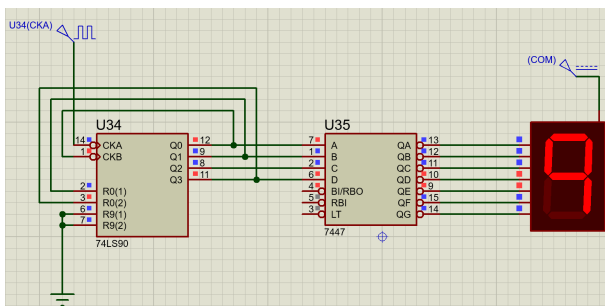 U34(CKA)
(COM)
U34
14 CKA Q0 12
1 CKB Q1 9
Q2 8
Q3 11
2 R0(1)
3 R0(2)
6 R9(1)
7 R9(2)
74LS90
U35
7 A QA 13
1 B QB 12
2 C QC 11
6 D QD 10
4 BI/RBO QE 9
5 RBI QF 15
3 LT QG 14
7447
9